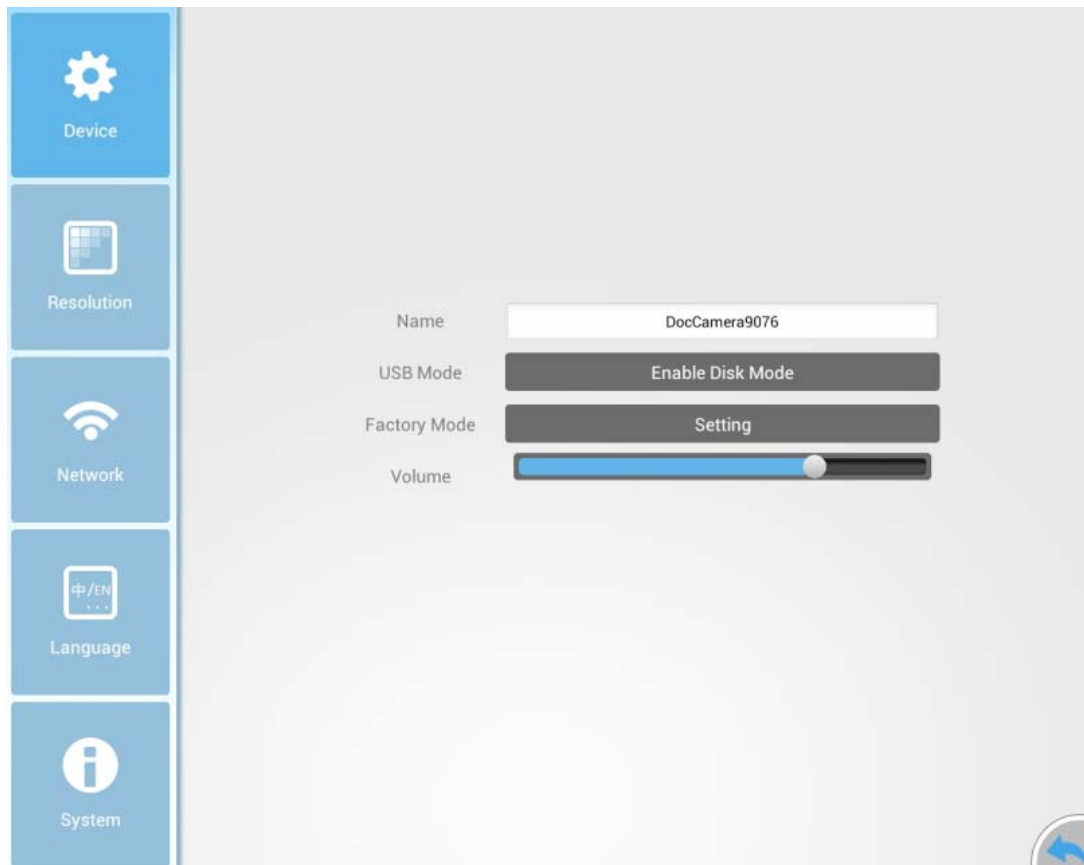 Device
Resolution
Network
中/EN
...
Language
System
Name
DocCamera9076
USB Mode
Enable Disk Mode
Factory Mode
Setting
Volume